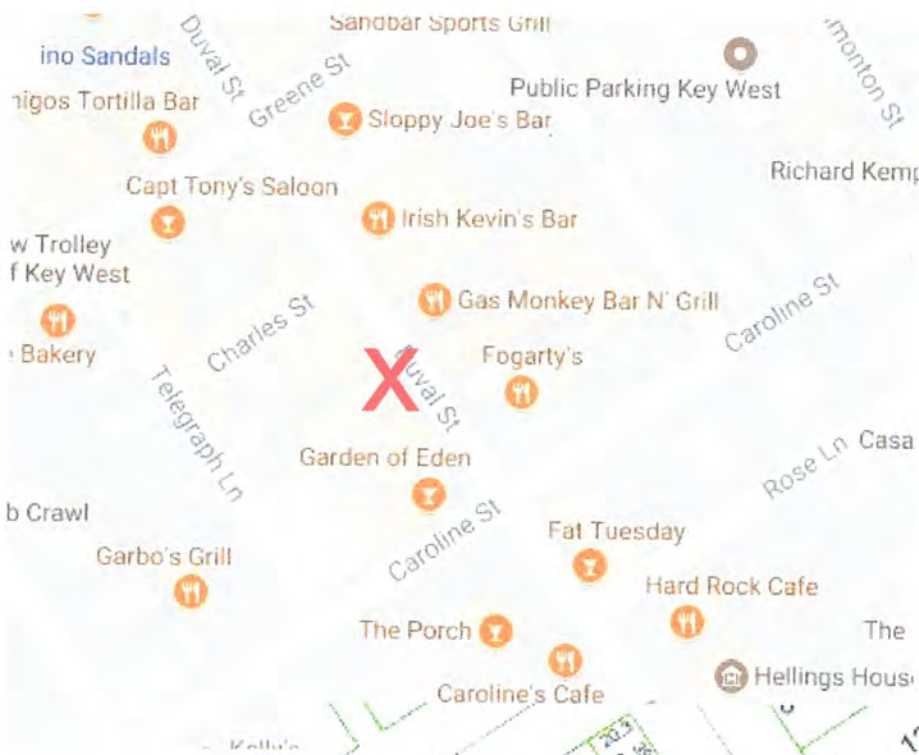 Sandbar Sports Grill
Duval St
ino Sandals
Greene St
Public Parking Key West
monton St
nigos Tortilla Bar
Sloppy Joe's Bar
Richard Kemp
Capt Tony's Saloon
Irish Kevin's Bar
w Trolley
f Key West
Gas Monkey Bar N' Grill
Caroline St
Charles St
Bakery
X
Duval St
Fogarty's
Telegraph Ln
Garden of Eden
Rose Ln
Casa
b Crawl
Caroline St
Fat Tuesday
Garbo's Grill
Hard Rock Cafe
The Porch
The
Hellings Hous
Caroline's Cafe
Kelly's